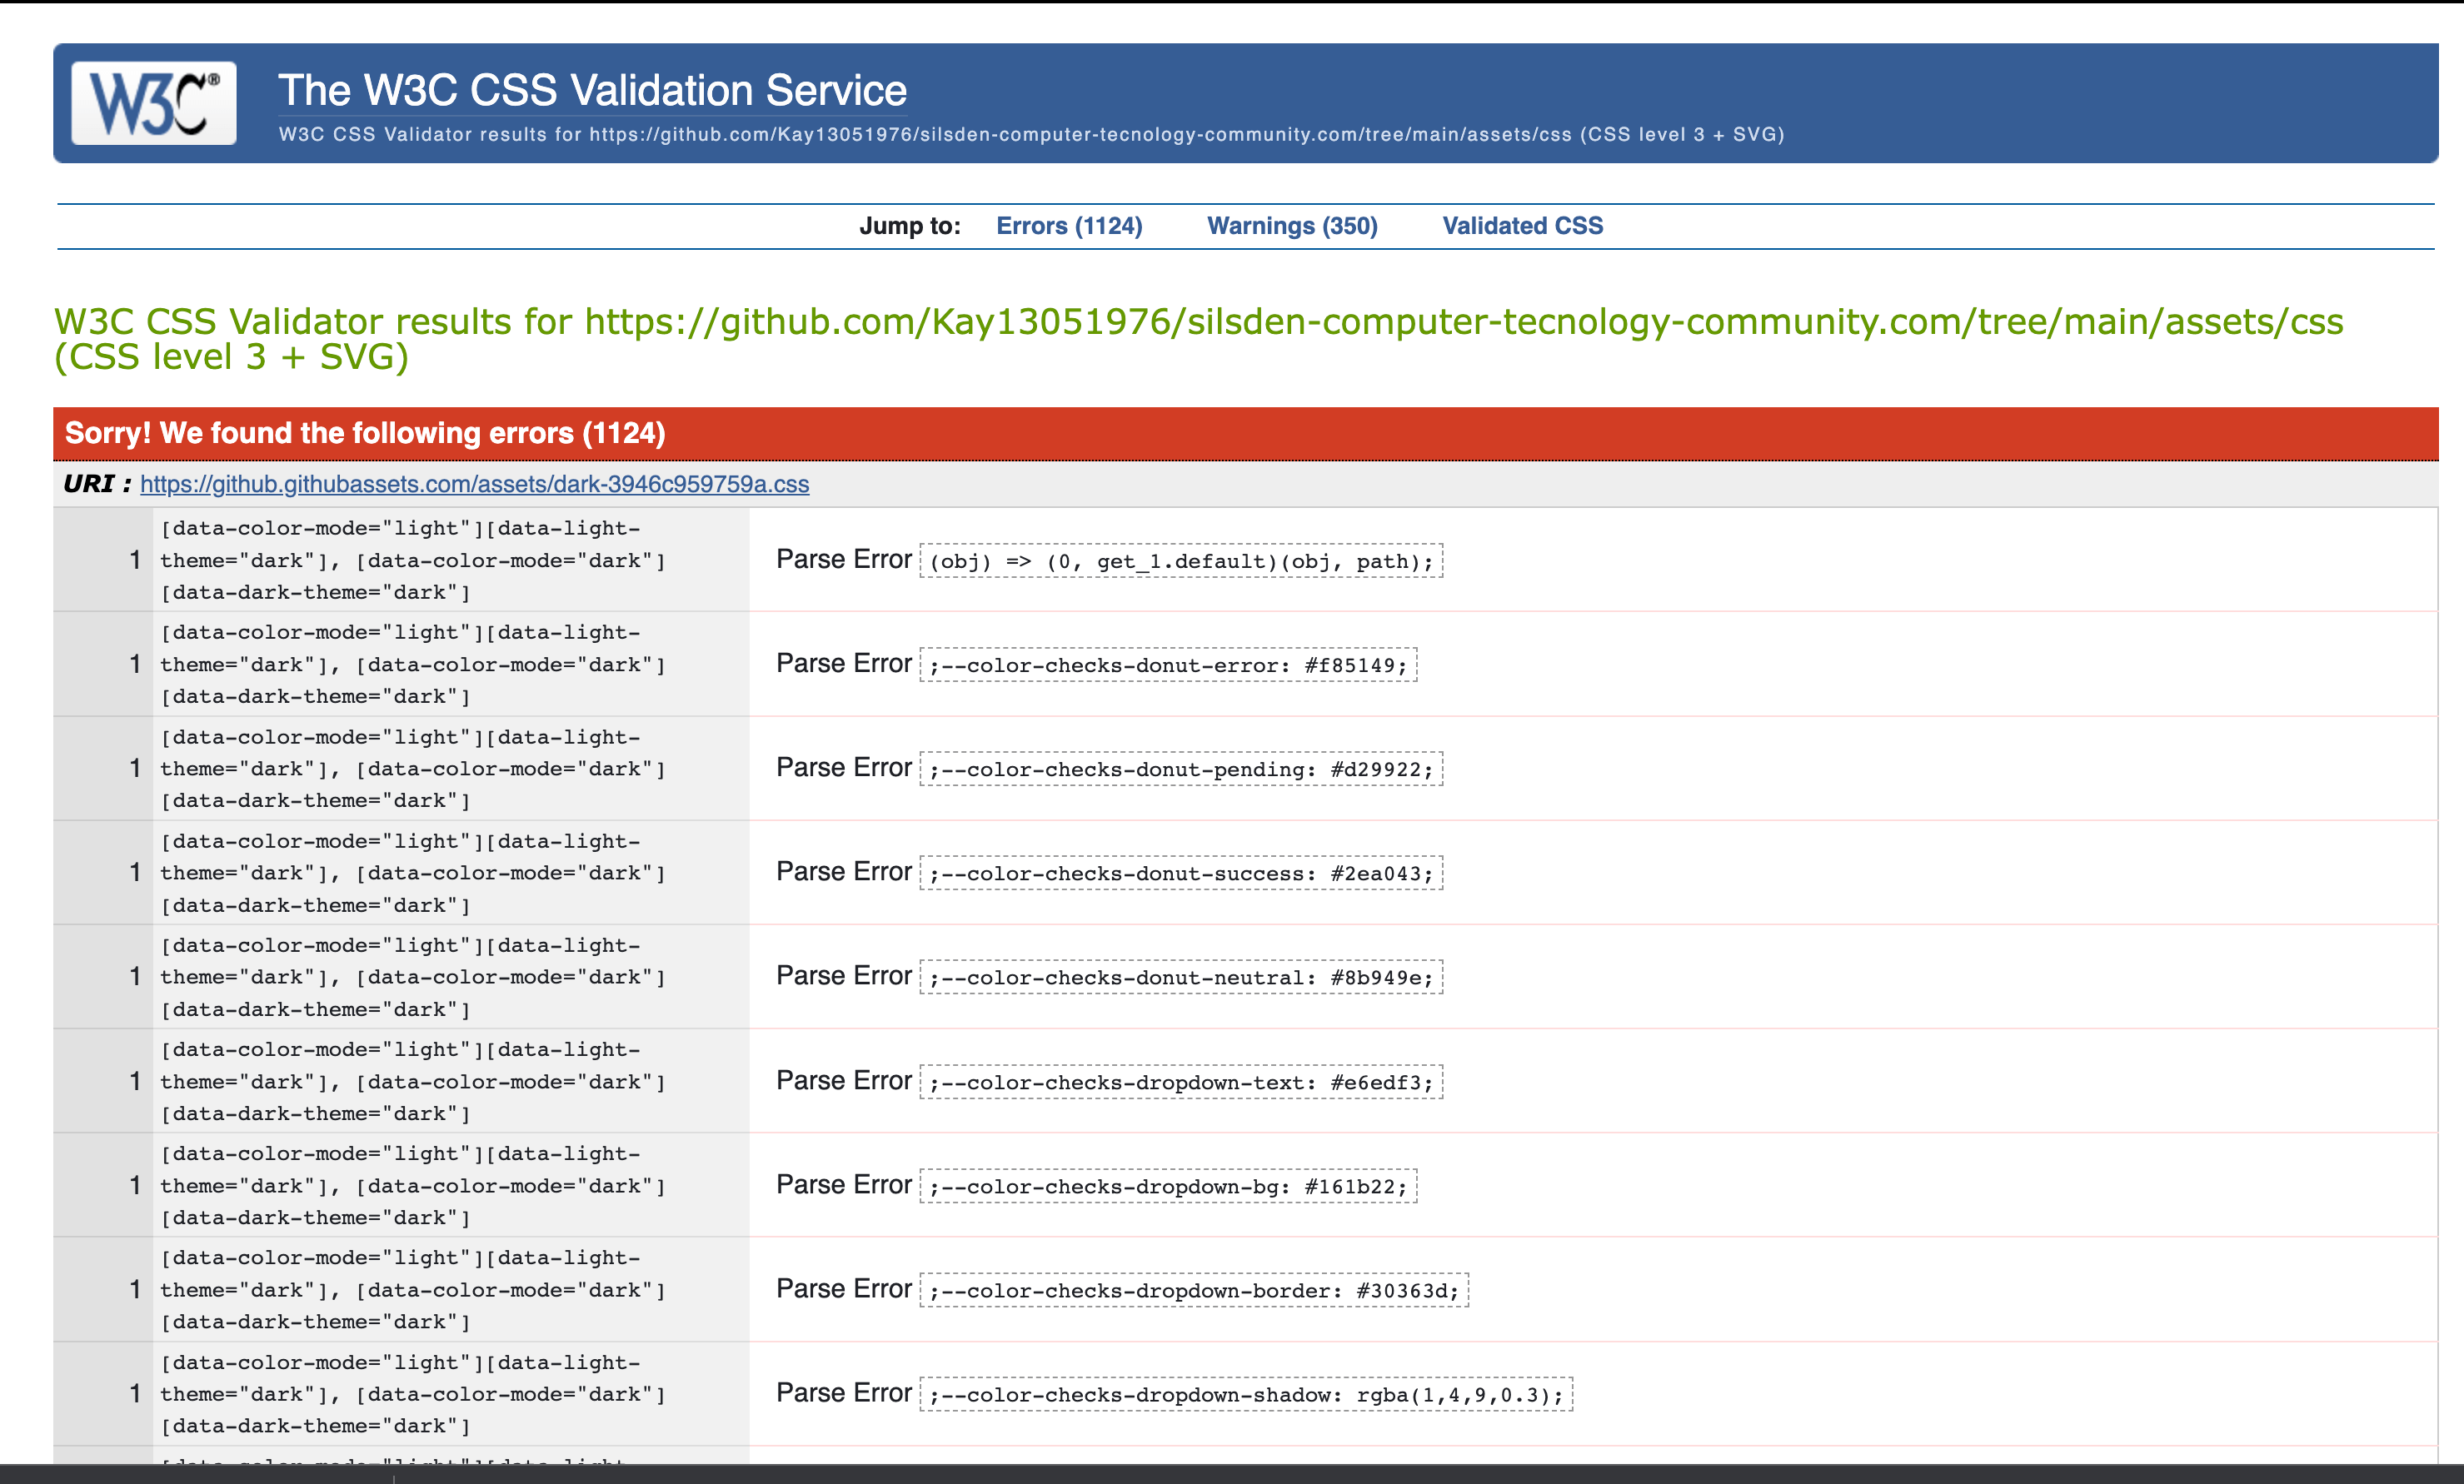 W3C®
The W3C CSS Validation Service
W3C CSS Validator results for https://github.com/Kay13051976/silsden-computer-tecnology-community.com/tree/main/assets/css (CSS level 3 + SVG)
Jump to: Errors (1124) Warnings (350) Validated CSS
W3C CSS Validator results for https://github.com/Kay13051976/silsden-computer-tecnology-community.com/tree/main/assets/css
(CSS level 3 + SVG)
Sorry! We found the following errors (1124)
URI : https://github.githubassets.com/assets/dark-3946c959759a.css
[data-color-mode="light"][data-light-
1 theme="dark"], [data-color-mode="dark"] Parse Error (obj) => (0, get_1.default)(obj, path);
[data-dark-theme="dark"]
[data-color-mode="light"][data-light-
1 theme="dark"], [data-color-mode="dark"] Parse Error ;--color-checks-donut-error: #f85149;
[data-dark-theme="dark"]
[data-color-mode="light"][data-light-
1 theme="dark"], [data-color-mode="dark"] Parse Error ;--color-checks-donut-pending: #d29922;
[data-dark-theme="dark"]
[data-color-mode="light"][data-light-
1 theme="dark"], [data-color-mode="dark"] Parse Error ;--color-checks-donut-success: #2ea043;
[data-dark-theme="dark"]
[data-color-mode="light"][data-light-
1 theme="dark"], [data-color-mode="dark"] Parse Error ;--color-checks-donut-neutral: #8b949e;
[data-dark-theme="dark"]
[data-color-mode="light"][data-light-
1 theme="dark"], [data-color-mode="dark"] Parse Error ;--color-checks-dropdown-text: #e6edf3;
[data-dark-theme="dark"]
[data-color-mode="light"][data-light-
1 theme="dark"], [data-color-mode="dark"] Parse Error ;--color-checks-dropdown-bg: #161b22;
[data-dark-theme="dark"]
[data-color-mode="light"][data-light-
1 theme="dark"], [data-color-mode="dark"] Parse Error ;--color-checks-dropdown-border: #30363d;
[data-dark-theme="dark"]
[data-color-mode="light"][data-light-
1 theme="dark"], [data-color-mode="dark"] Parse Error ;--color-checks-dropdown-shadow: rgba(1,4,9,0.3);
[data-dark-theme="dark"]